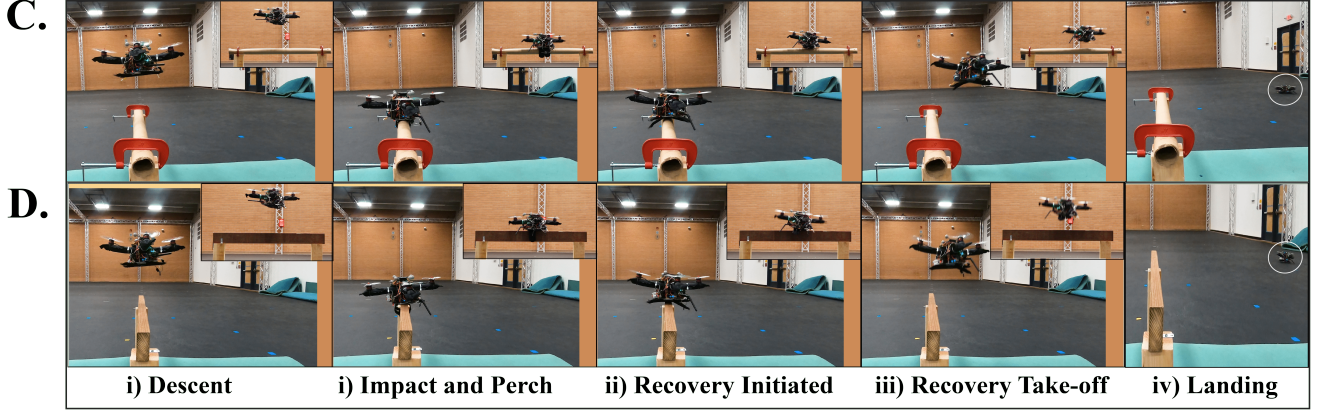 C.
D.
i) Descent
i) Impact and Perch
ii) Recovery Initiated
iii) Recovery Take-off
iv) Landing